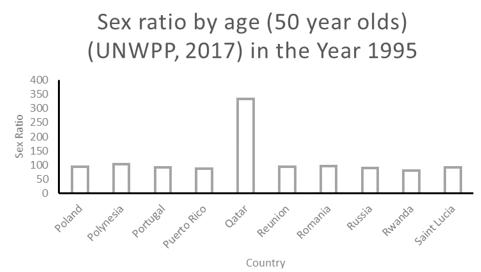 Sex ratio by age (50 year olds)
(UNWPP, 2017) in the Year 1995
400
350
300
250
200
150
100
50
0
Sex Ratio
Poland
Polynesia
Portugal
Puerto Rico
Qatar
Reunion
Romania
Russia
Rwanda
Saint Lucia
Country